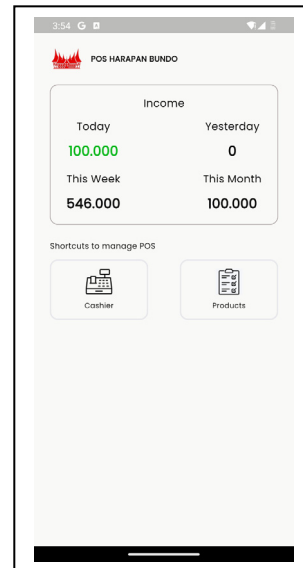 3:54 G
POS HARAPAN BUNDO
Income
Today Yesterday
100.000 0
This Week This Month
546.000 100.000
Shortcuts to manage POS
Cashier Products